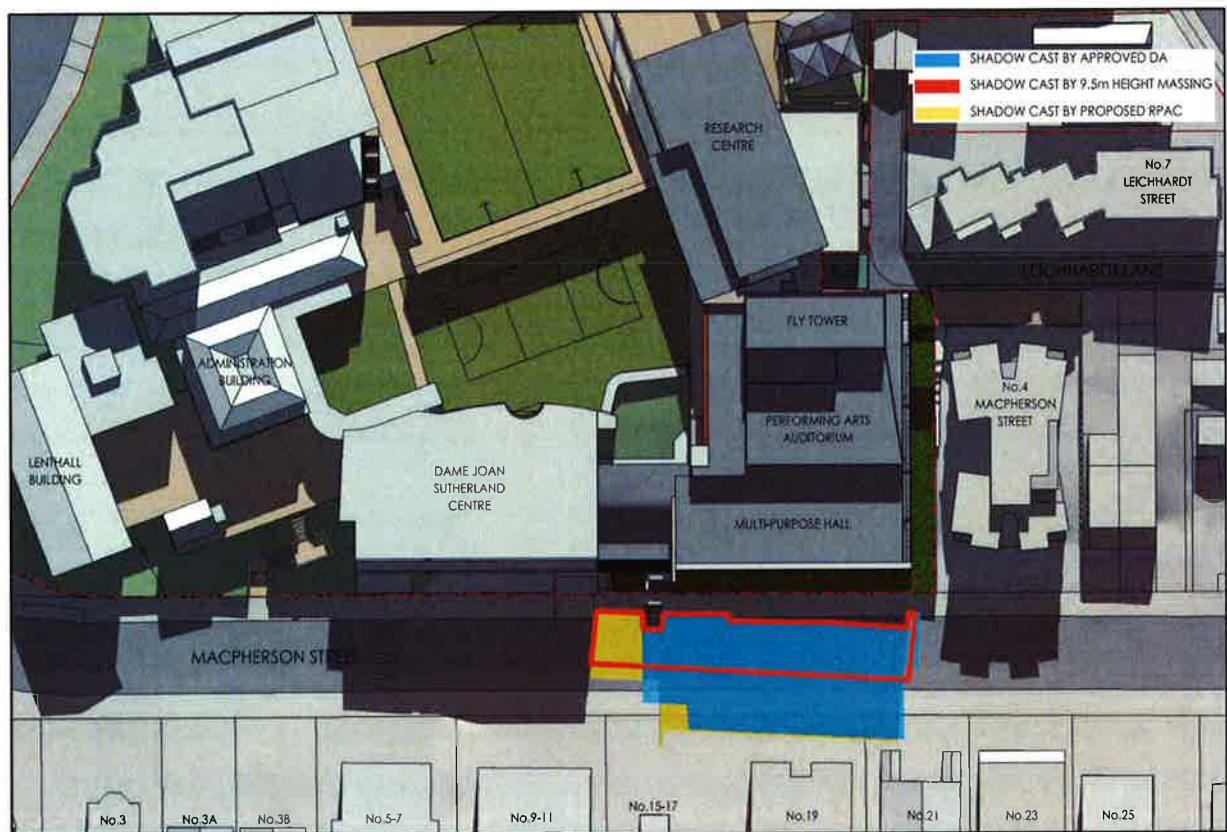 SHADOW CAST BY APPROVED DA
SHADOW CAST BY 9.5m HEIGHT MASSING
SHADOW CAST BY PROPOSED RPAC
RESEARCH
CENTRE
No.7
LEICHHARDT
STREET
LEICHHARDT LANE
FLY TOWER
ADMINISTRATION
BUILDING
No.4
MACPHERSON
STREET
PERFORMING ARTS
AUDITORIUM
LENTHALL
BUILDING
DAME JOAN
SUTHERLAND
CENTRE
MULTI-PURPOSE HALL
MACPHERSON STREET
No.3
No.3A
No.3B
No.5-7
No.9-11
No.15-17
No.19
No.21
No.23
No.25